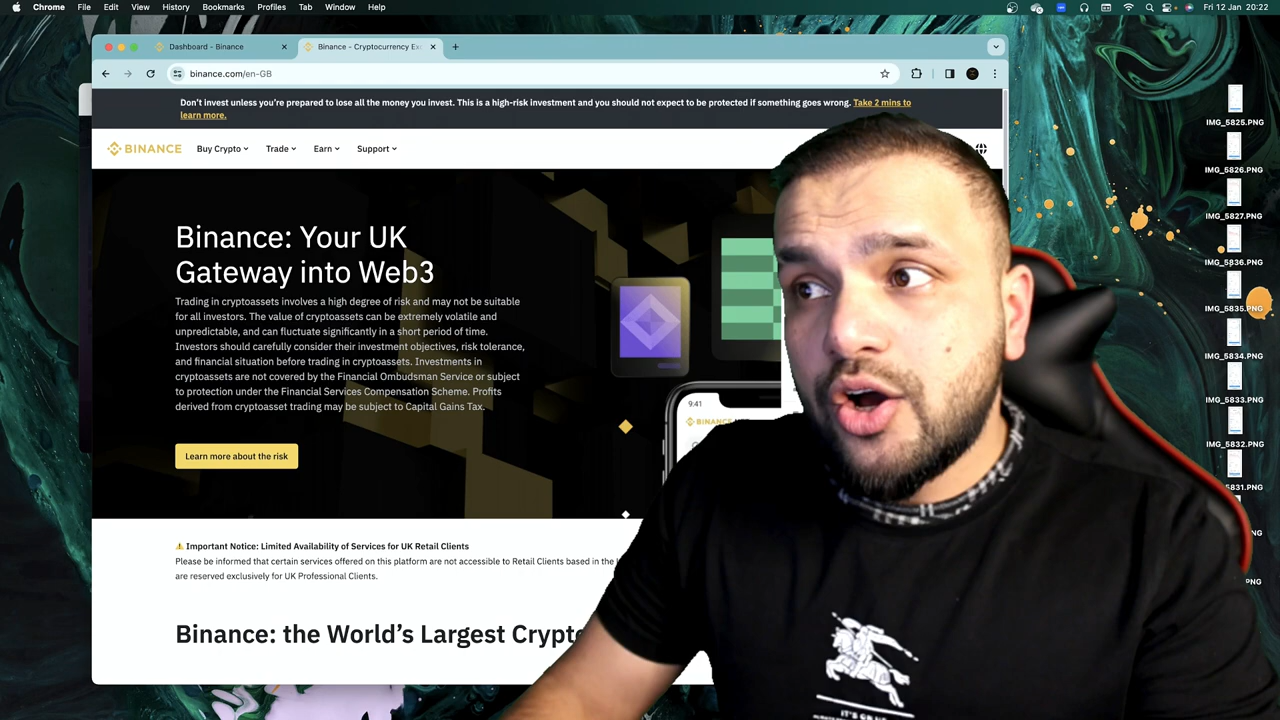 Chrome File Edit View History Bookmarks Profiles Tab Window Help
Fri 12 Jan 20:22
Dashboard - Binance
Binance - Cryptocurrency Ex
binance.com/en-GB
Don't invest unless you're prepared to lose all the money you invest. This is a high-risk investment and you should not expect to be protected if something goes wrong. Take 2 mins to
learn more.
BINANCE Buy Crypto Trade Earn Support
Binance: Your UK
Gateway into Web3
Trading in cryptoassets involves a high degree of risk and may not be suitable
for all investors. The value of cryptoassets can be extremely volatile and
unpredictable, and can fluctuate significantly in a short period of time.
Investors should carefully consider their investment objectives, risk tolerance,
and financial situation before trading in cryptoassets. Investments in
cryptoassets are not covered by the Financial Ombudsman Service or subject
to protection under the Financial Services Compensation Scheme. Profits
derived from cryptoasset trading may be subject to Capital Gains Tax.
Learn more about the risk
9:41
BINANCE
Important Notice: Limited Availability of Services for UK Retail Clients
Please be informed that certain services offered on this platform are not accessible to Retail Clients based in the
are reserved exclusively for UK Professional Clients.
Binance: the World's Largest Crypto
IMG_5825.PNG
IMG_5826.PNG
IMG_5827.PNG
IMG_5836.PNG
IMG_5835.PNG
IMG_5834.PNG
IMG_5833.PNG
IMG_5832.PNG
5831.PNG
NG
PNG
IT'S ON